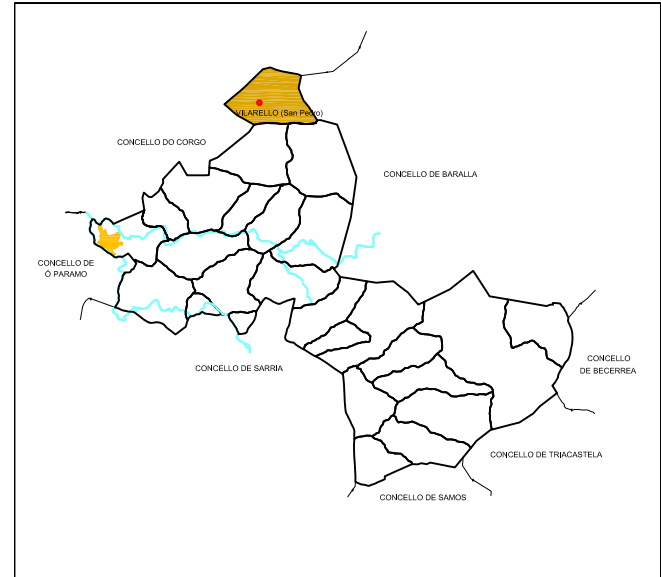 VILARELLO (San Pedro)
CONCELLO DO CORGO
CONCELLO DE BARALLA
CONCELLO DE
Ó PARAMO
CONCELLO DE SARRIA
CONCELLO
DE BECERREA
CONCELLO DE TRIACASTELA
CONCELLO DE SAMOS